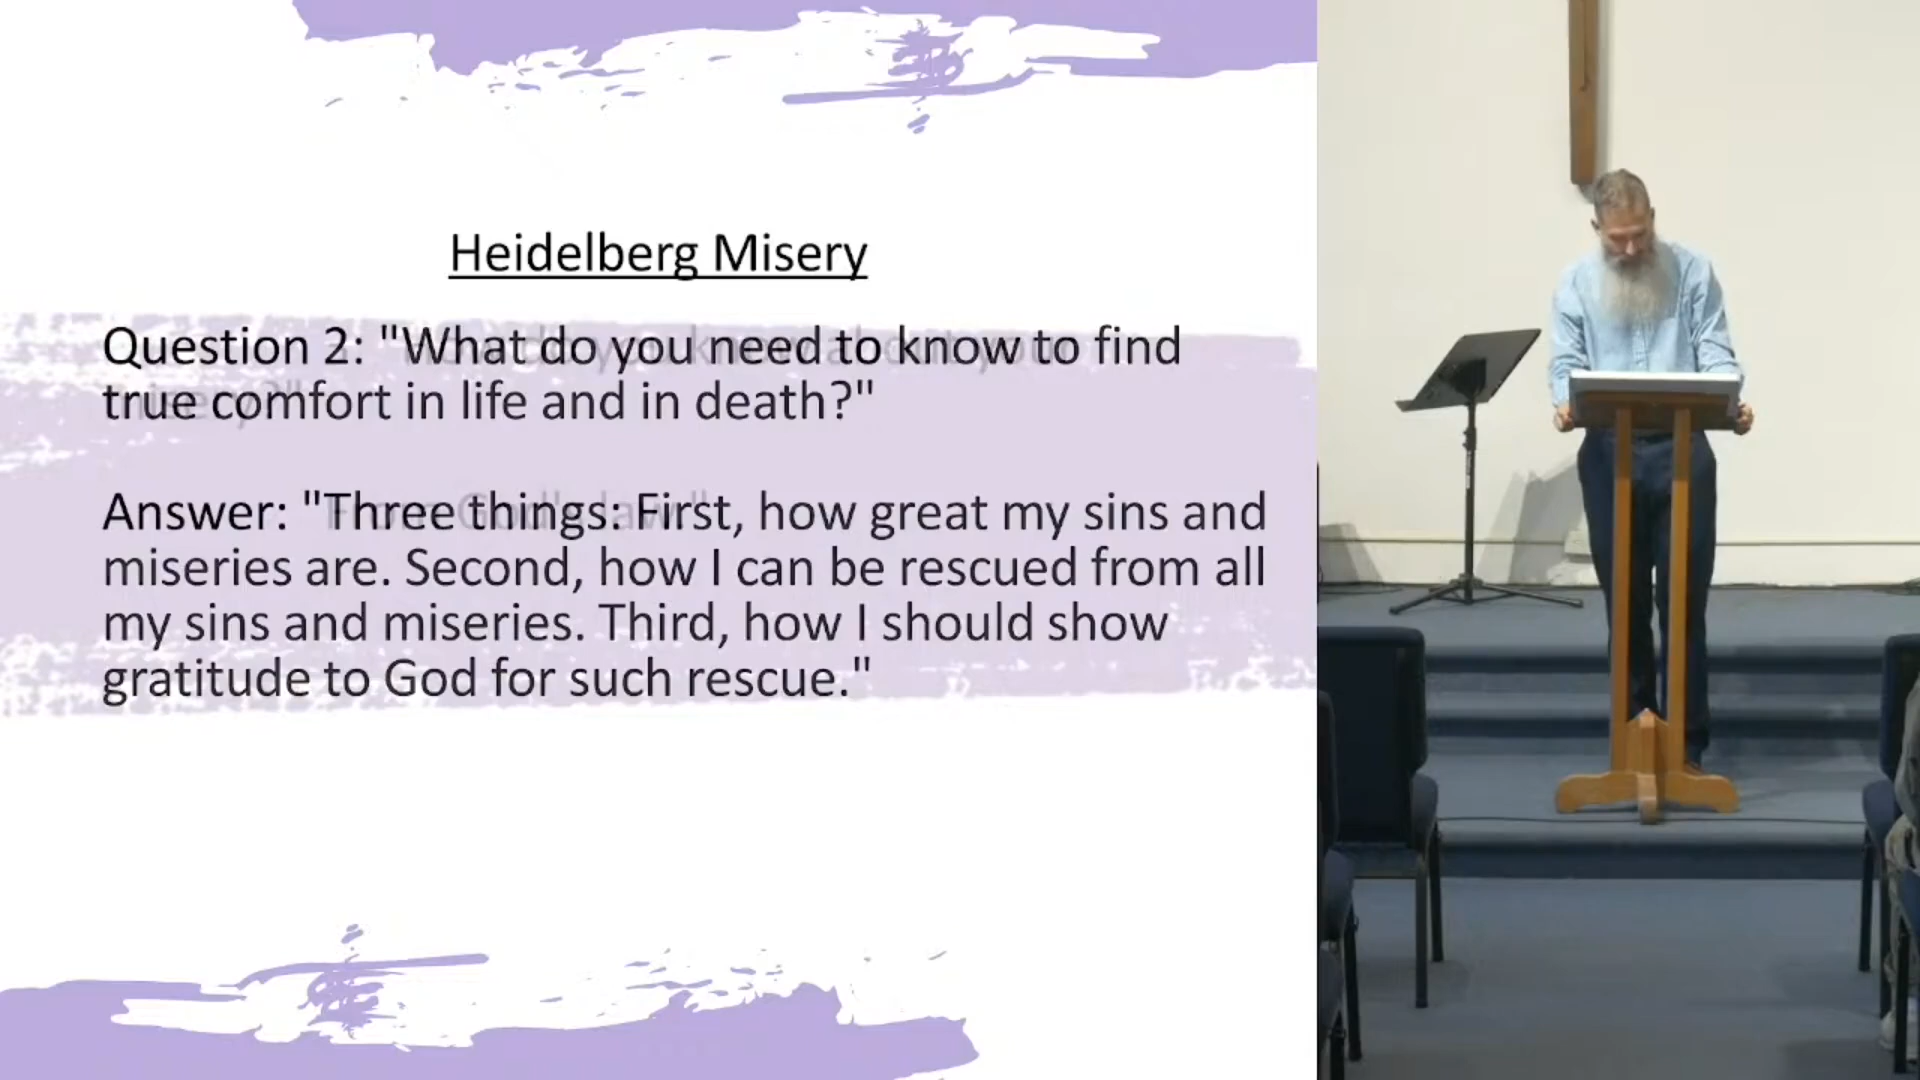 Heidelberg Misery
Question 2: "What do you need to know to find
true comfort in life and in death?"
Answer: "Three things: First, how great my sins and
miseries are. Second, how I can be rescued from all
my sins and miseries. Third, how I should show
gratitude to God for such rescue."